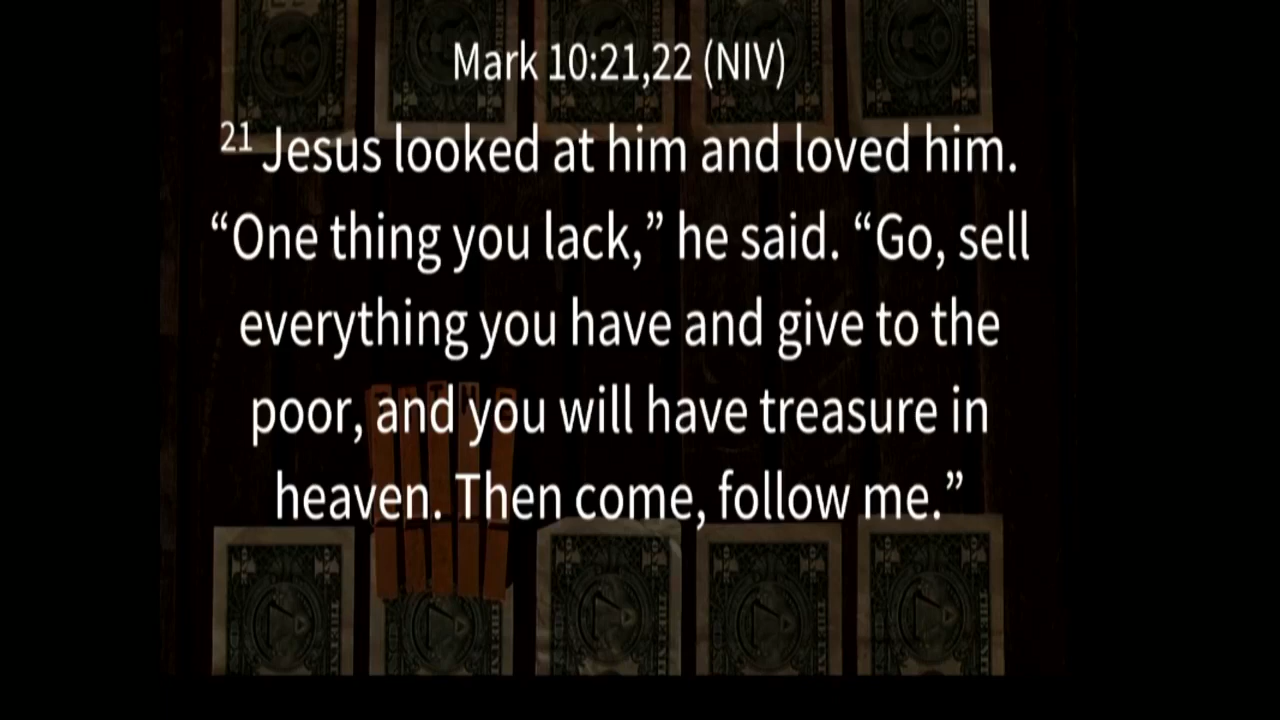 Mark 10:21,22 (NIV)
21 Jesus looked at him and loved him.
“One thing you lack,” he said. “Go, sell
everything you have and give to the
poor, and you will have treasure in
heaven. Then come, follow me.”